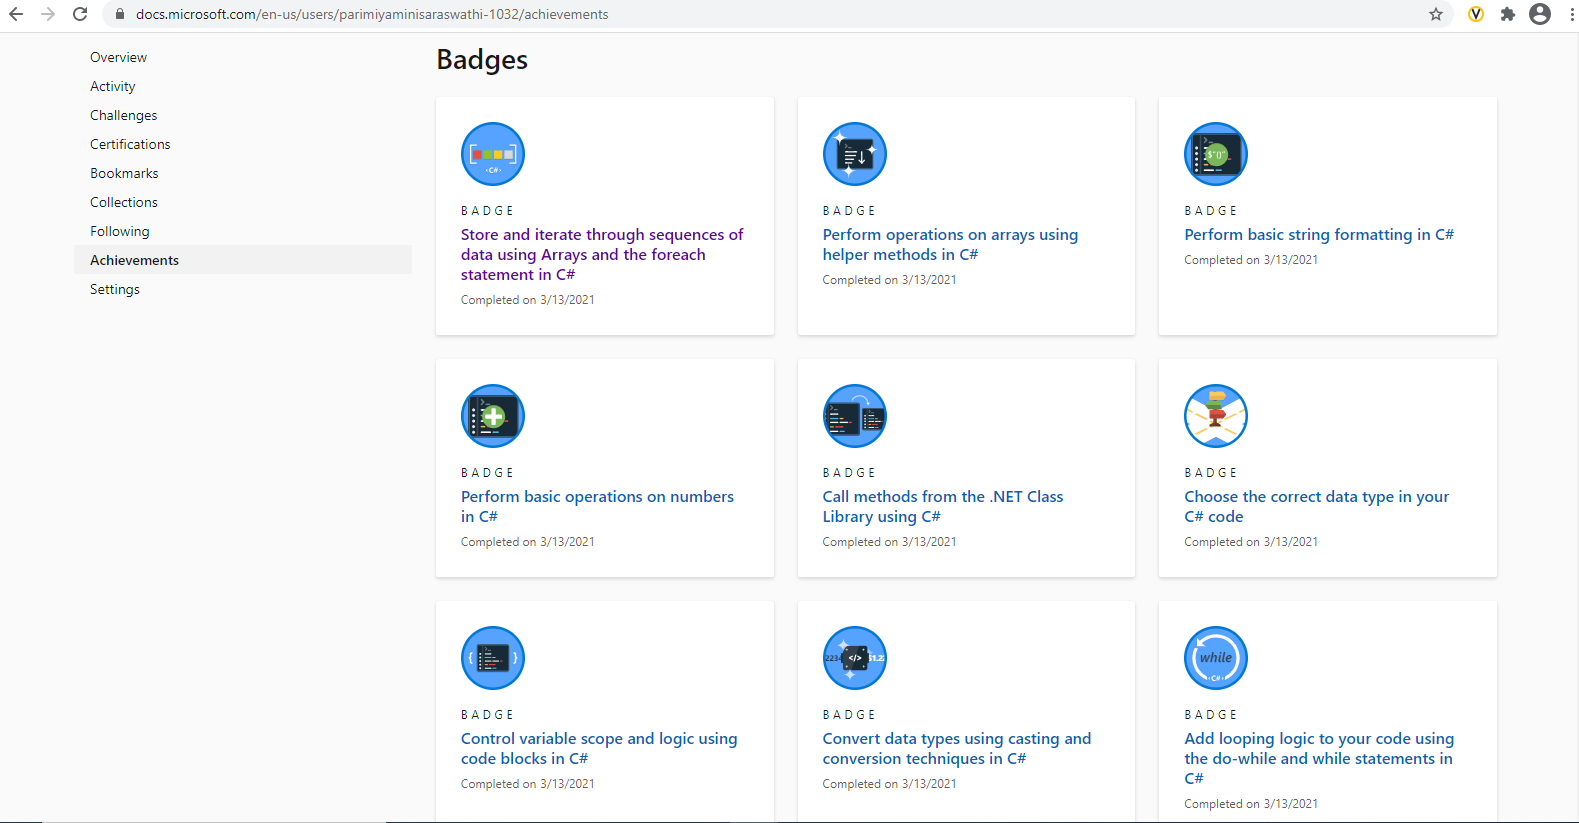 docs.microsoft.com/en-us/users/parimiyaminisaraswathi-1032/achievements
V
Overview
Activity
Challenges
Certifications
Bookmarks
Collections
Following
Achievements
Settings
Badges
C#
BADGE
Store and iterate through sequences of
data using Arrays and the foreach
statement in C#
Completed on 3/13/2021
BADGE
Perform operations on arrays using
helper methods in C#
Completed on 3/13/2021
$"{}"
BADGE
Perform basic string formatting in C#
Completed on 3/13/2021
BADGE
Perform basic operations on numbers
in C#
Completed on 3/13/2021
BADGE
Call methods from the .NET Class
Library using C#
Completed on 3/13/2021
BADGE
Choose the correct data type in your
C# code
Completed on 3/13/2021
{ }
BADGE
Control variable scope and logic using
code blocks in C#
Completed on 3/13/2021
</>
BADGE
Convert data types using casting and
conversion techniques in C#
Completed on 3/13/2021
while
C#
BADGE
Add looping logic to your code using
the do-while and while statements in
C#
Completed on 3/13/2021